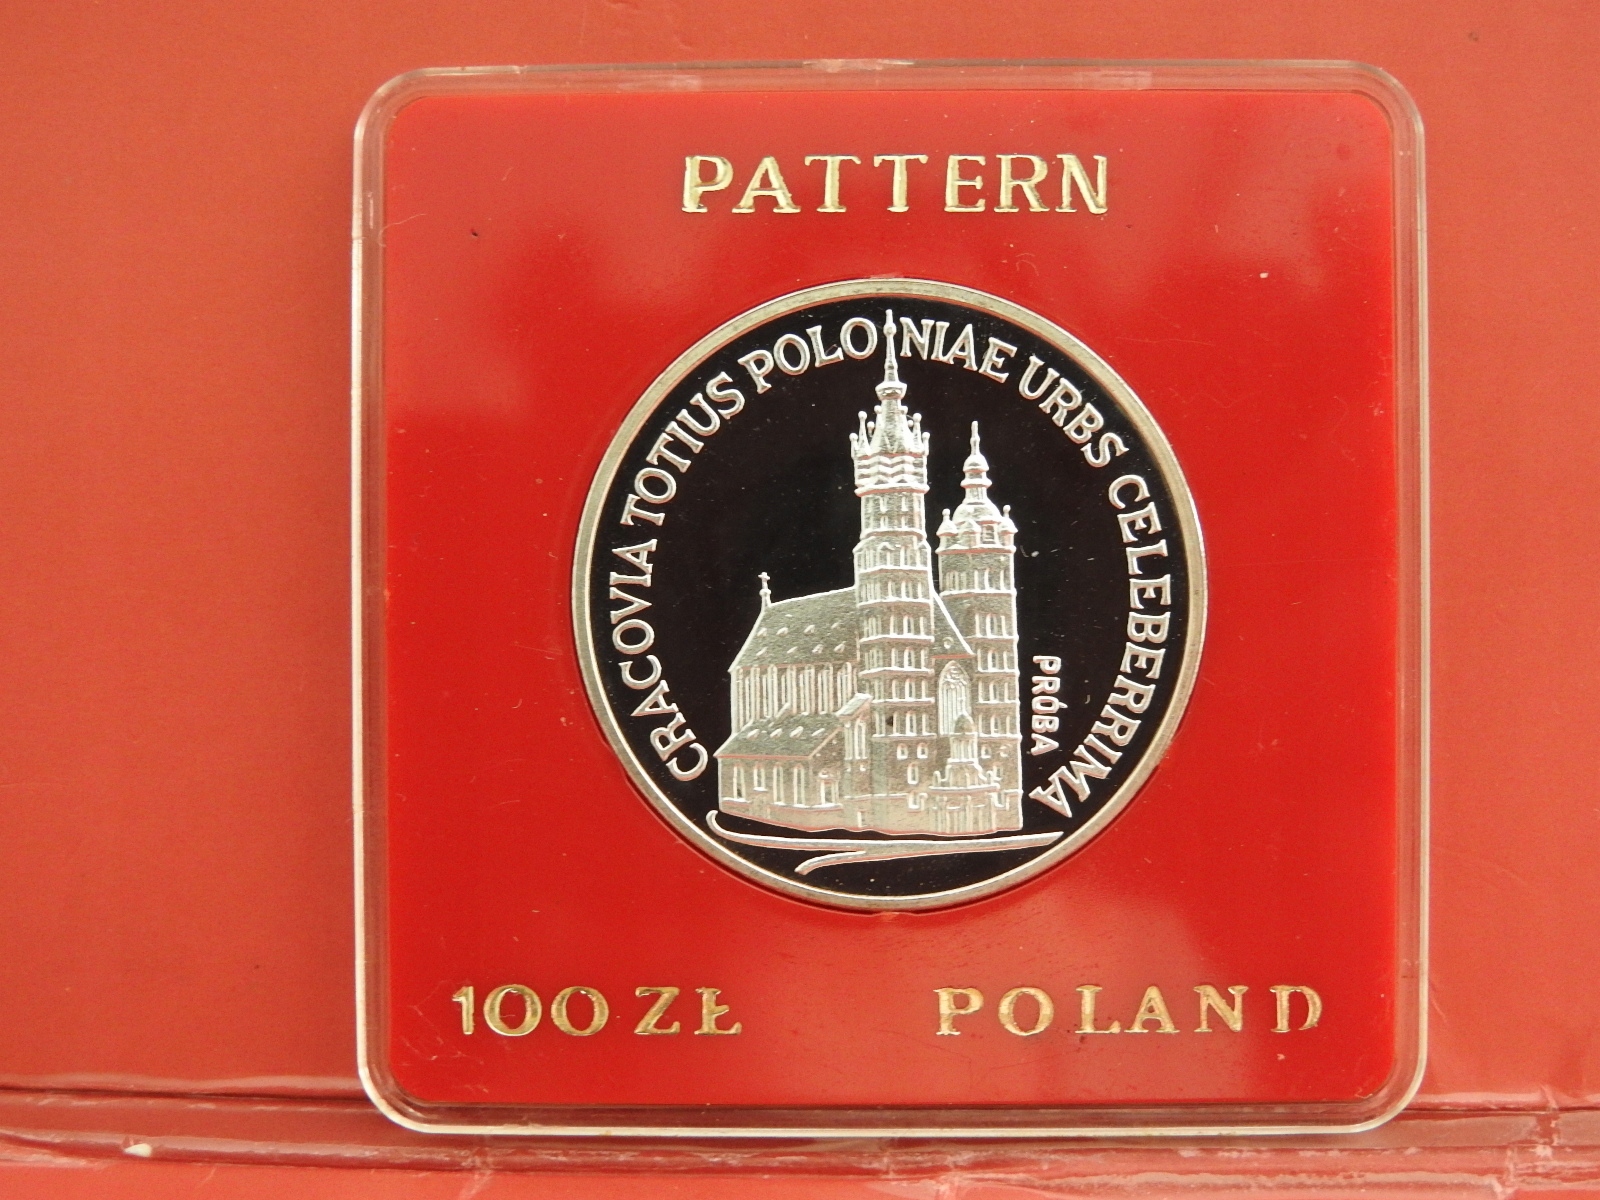 PATTERN
CRACOVIA TOTIUS POLONIAE URBS CELEBERRIMA
PRÓBA
100 ZŁ POLAND